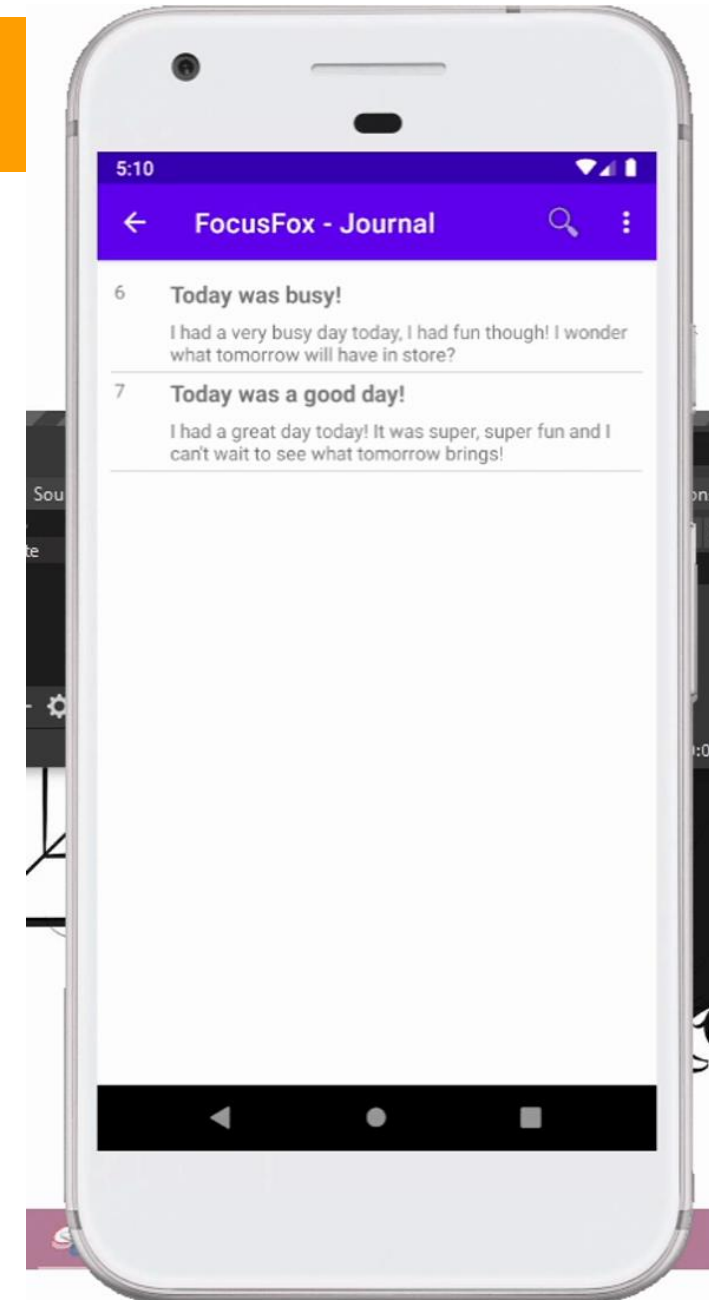 5:10
FocusFox - Journal
6
Today was busy!
I had a very busy day today, I had fun though! I wonder
what tomorrow will have in store?
7
Today was a good day!
I had a great day today! It was super, super fun and I
can't wait to see what tomorrow brings!
Sou
te